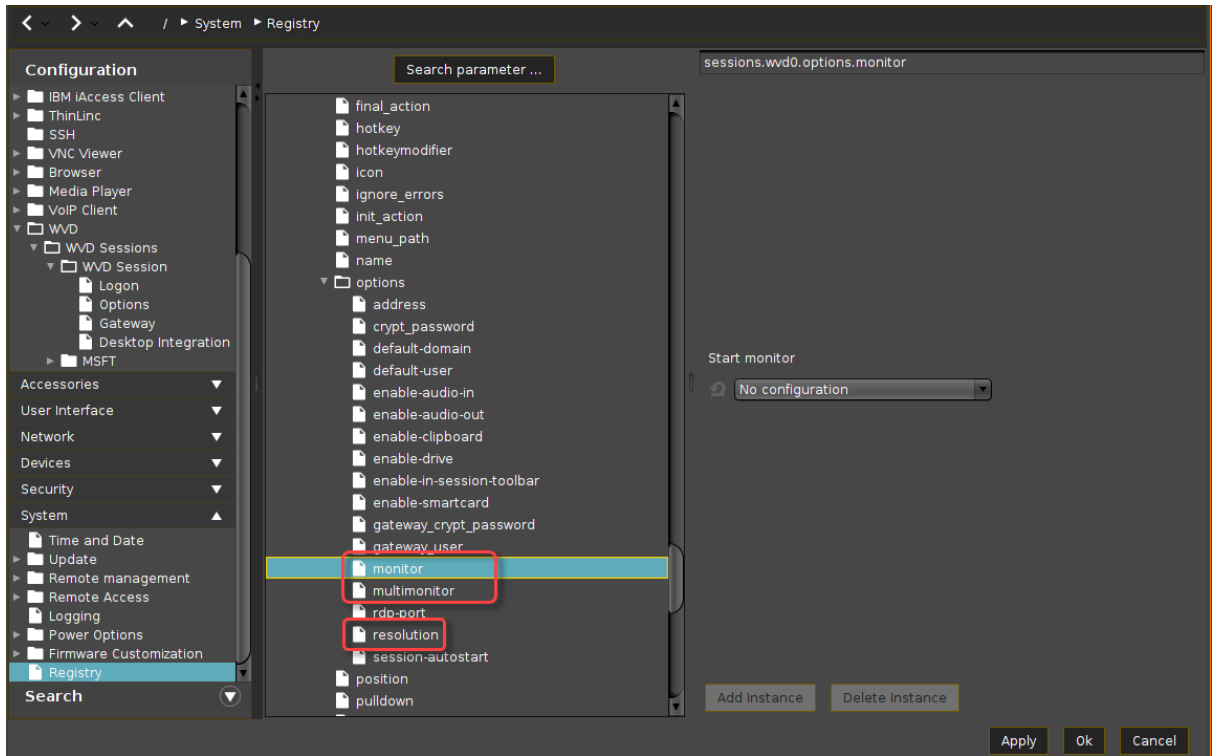 / System Registry
Configuration
IBM iAccess Client
ThinLinc
SSH
VNC Viewer
Browser
Media Player
VoIP Client
WVD
WVD Sessions
WVD Session
Logon
Options
Gateway
Desktop Integration
MSFT
Accessories
User Interface
Network
Devices
Security
System
Time and Date
Update
Remote management
Remote Access
Logging
Power Options
Firmware Customization
Registry
Search
Search parameter ...
final_action
hotkey
hotkeymodifier
icon
ignore_errors
init_action
menu_path
name
options
address
crypt_password
default-domain
default-user
enable-audio-in
enable-audio-out
enable-clipboard
enable-drive
enable-in-session-toolbar
enable-smartcard
gateway_crypt_password
gateway_user
monitor
multimonitor
rdp-port
resolution
session-autostart
position
pulldown
sessions.wvd0.options.monitor
Start monitor
No configuration
Add Instance Delete Instance
Apply Ok Cancel